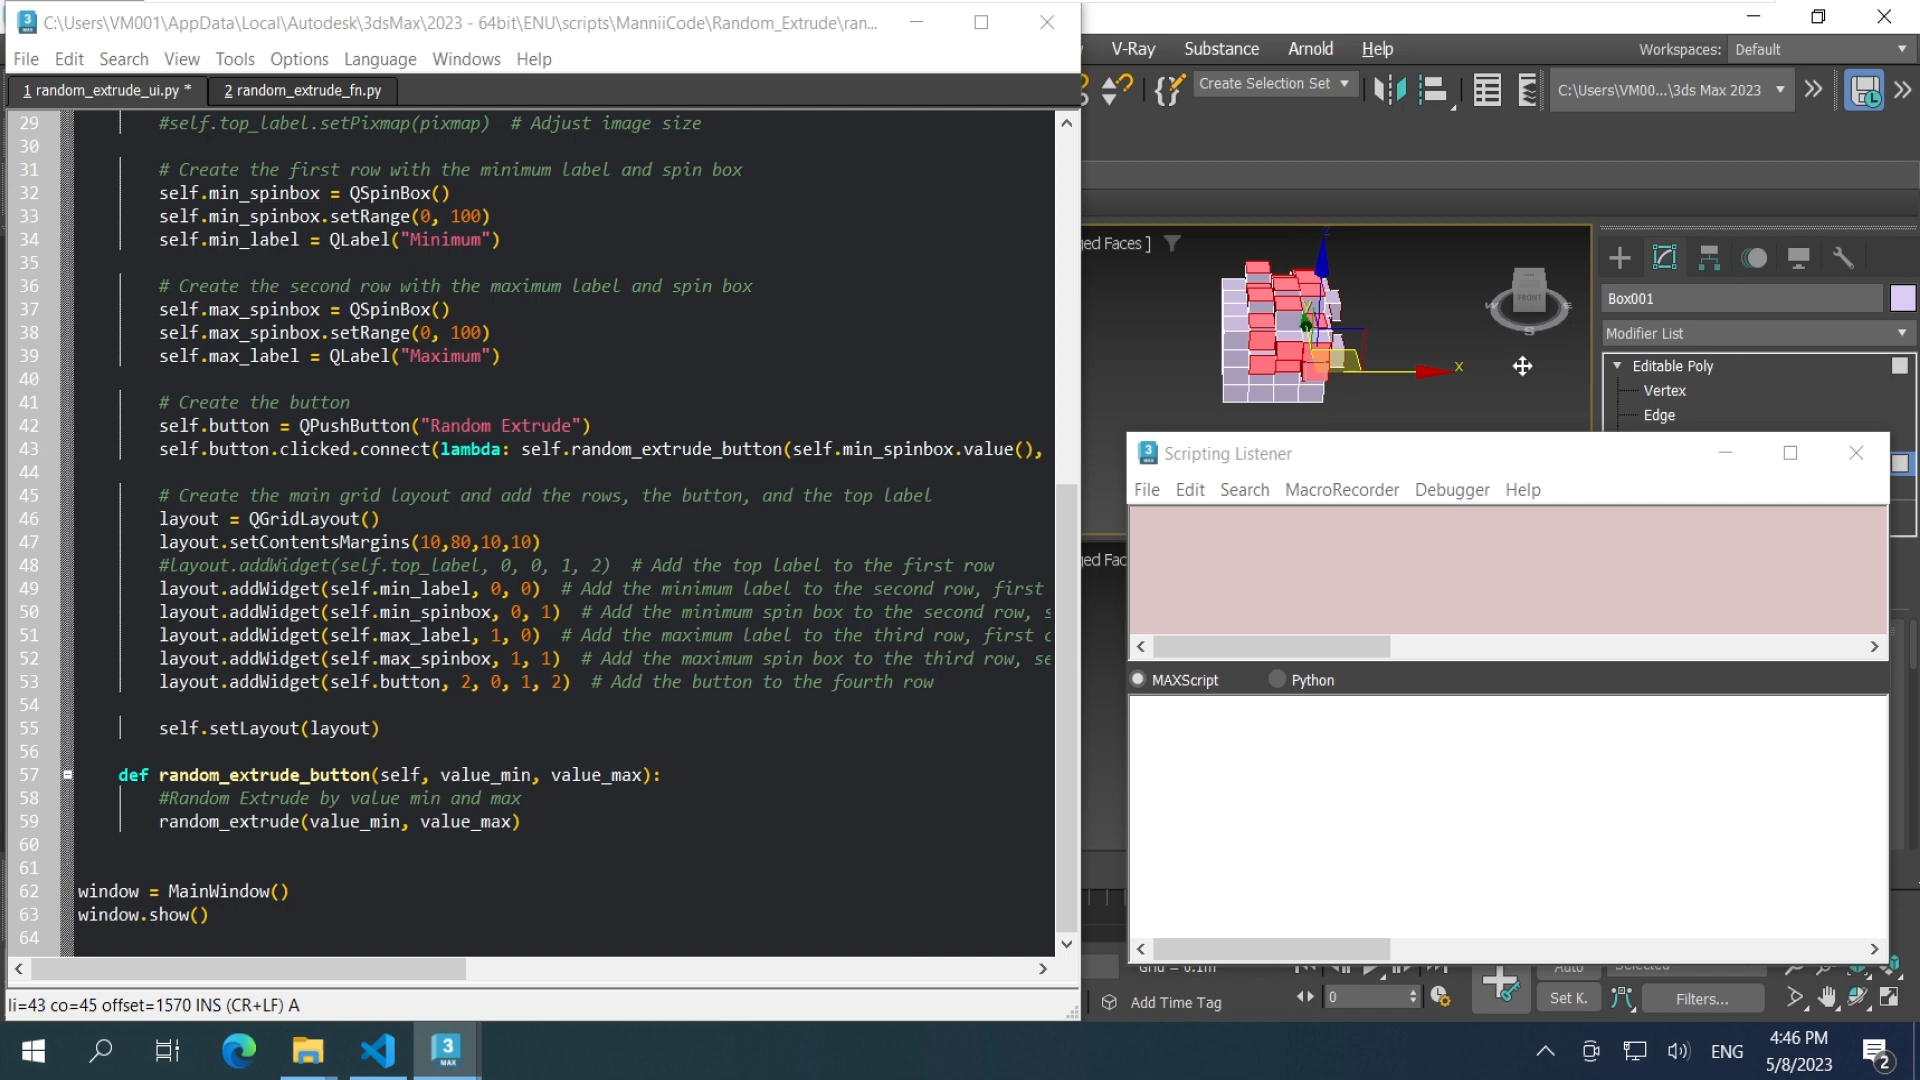 C:\Users\VM001\AppData\Local\Autodesk\3dsMax\2023 - 64bit\ENU\scripts\ManniiCode\Random_Extrude\ran...
File Edit Search View Tools Options Language Windows Help
1 random_extrude_ui.py * 2 random_extrude_fn.py
29 #self.top_label.setPixmap(pixmap)  # Adjust image size
30
31 # Create the first row with the minimum label and spin box
32 self.min_spinbox = QSpinBox()
33 self.min_spinbox.setRange(0, 100)
34 self.min_label = QLabel("Minimum")
35
36 # Create the second row with the maximum label and spin box
37 self.max_spinbox = QSpinBox()
38 self.max_spinbox.setRange(0, 100)
39 self.max_label = QLabel("Maximum")
40
41 # Create the button
42 self.button = QPushButton("Random Extrude")
43 self.button.clicked.connect(lambda: self.random_extrude_button(self.min_spinbox.value(),
44
45 # Create the main grid layout and add the rows, the button, and the top label
46 layout = QGridLayout()
47 layout.setContentsMargins(10,80,10,10)
48 #layout.addWidget(self.top_label, 0, 0, 1, 2)  # Add the top label to the first row
49 layout.addWidget(self.min_label, 0, 0)  # Add the minimum label to the second row, first
50 layout.addWidget(self.min_spinbox, 0, 1)  # Add the minimum spin box to the second row, s
51 layout.addWidget(self.max_label, 1, 0)  # Add the maximum label to the third row, first c
52 layout.addWidget(self.max_spinbox, 1, 1)  # Add the maximum spin box to the third row, se
53 layout.addWidget(self.button, 2, 0, 1, 2)  # Add the button to the fourth row
54
55 self.setLayout(layout)
56
57 def random_extrude_button(self, value_min, value_max):
58 #Random Extrude by value min and max
59 random_extrude(value_min, value_max)
60
61
62 window = MainWindow()
63 window.show()
64
li=43 co=45 offset=1570 INS (CR+LF) A
V-Ray Substance Arnold Help
Workspaces: Default
Create Selection Set
C:\Users\VM00...\3ds Max 2023
ged Faces ]
Z
X
FRONT
W
E
S
Box001
Modifier List
Editable Poly
Vertex
Edge
ged Fac
Scripting Listener
File Edit Search MacroRecorder Debugger Help
MAXScript Python
Grid = 0.1m
Auto Selected
Add Time Tag
0
Set K. Filters...
3 MAX
ENG
4:46 PM
5/8/2023
2